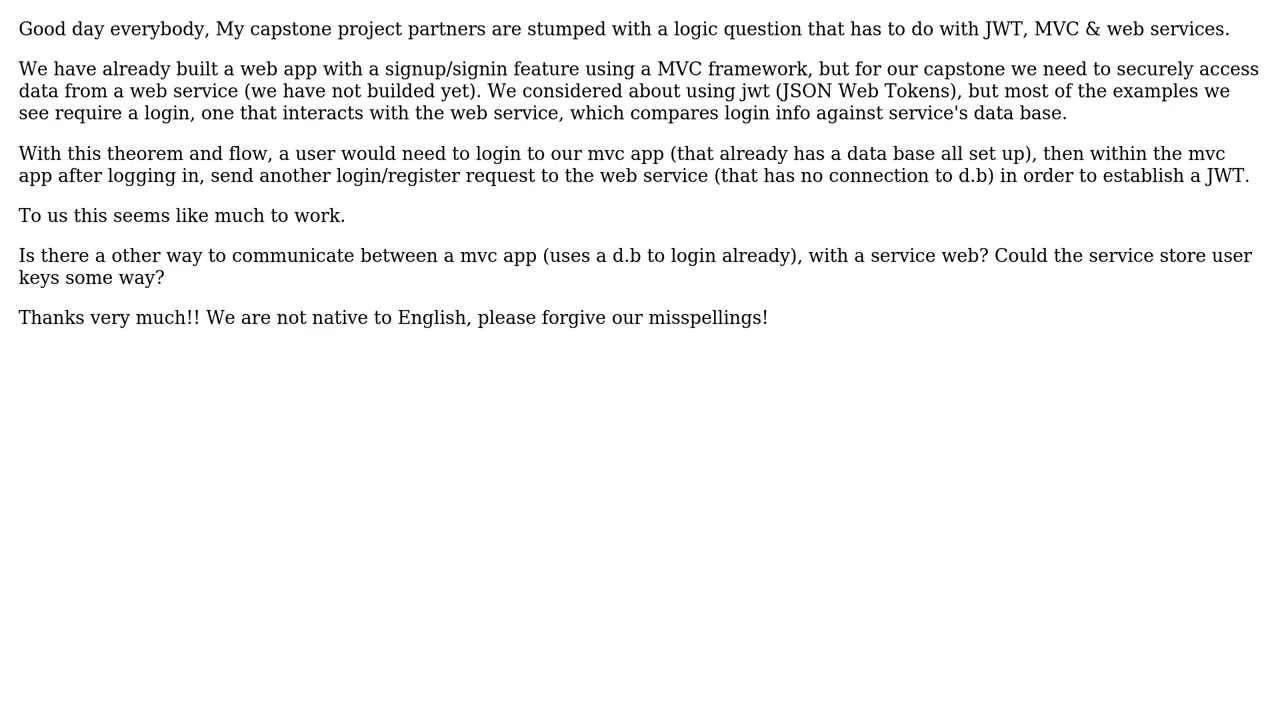 Good day everybody, My capstone project partners are stumped with a logic question that has to do with JWT, MVC & web services.
We have already built a web app with a signup/signin feature using a MVC framework, but for our capstone we need to securely access
data from a web service (we have not builded yet). We considered about using jwt (JSON Web Tokens), but most of the examples we
see require a login, one that interacts with the web service, which compares login info against service's data base.
With this theorem and flow, a user would need to login to our mvc app (that already has a data base all set up), then within the mvc
app after logging in, send another login/register request to the web service (that has no connection to d.b) in order to establish a JWT.
To us this seems like much to work.
Is there a other way to communicate between a mvc app (uses a d.b to login already), with a service web? Could the service store user
keys some way?
Thanks very much!! We are not native to English, please forgive our misspellings!